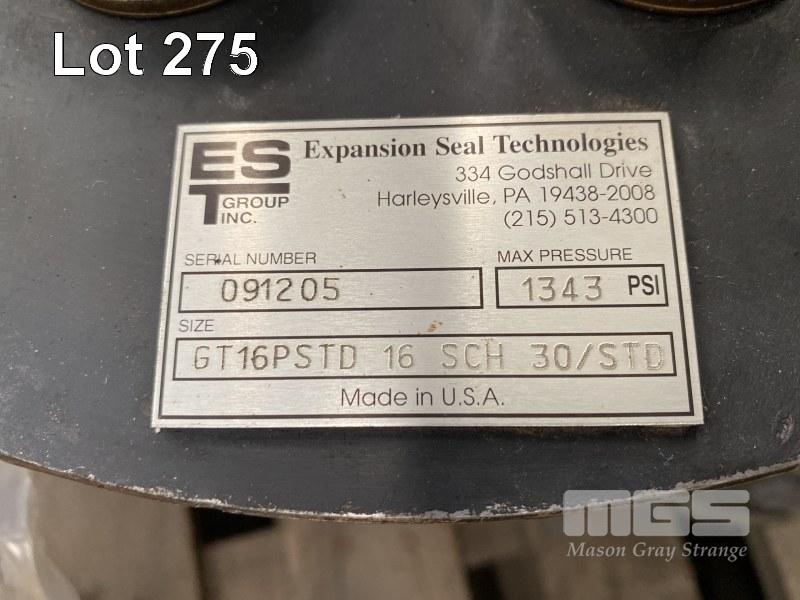 Lot 275
EST GROUP INC.
Expansion Seal Technologies
334 Godshall Drive
Harleysville, PA 19438-2008
(215) 513-4300
SERIAL NUMBER
091205
MAX PRESSURE
1343 PSI
SIZE
GT16PSTD 16 SCH 30/STD
Made in U.S.A.
MGS
Mason Gray Strange